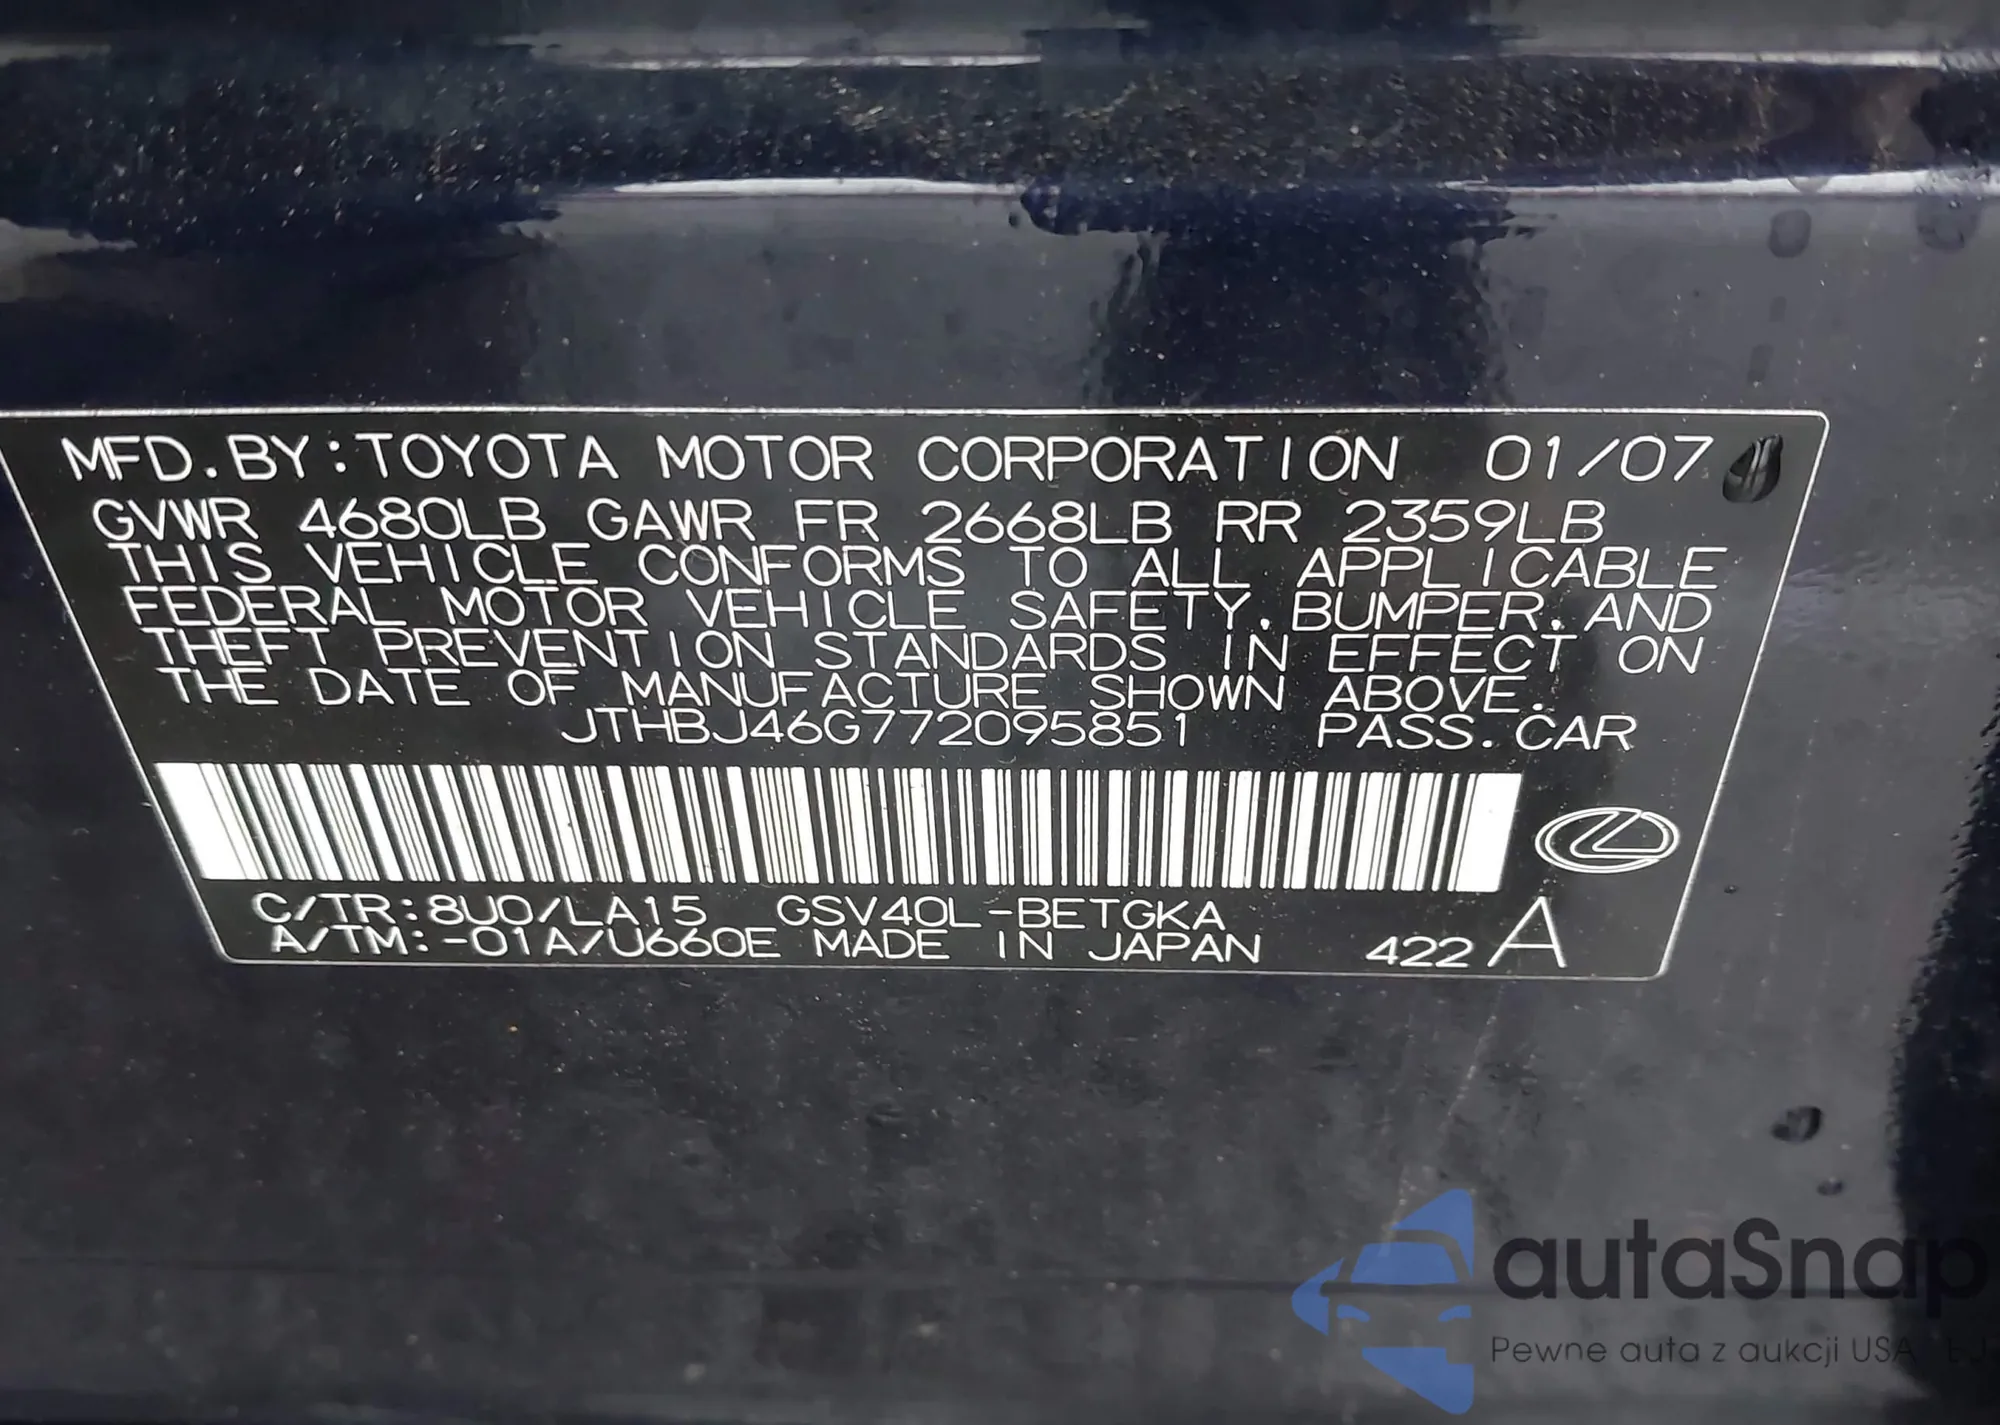 MFD.BY:TOYOTA MOTOR CORPORATION 01/07
GVWR 4680LB GAWR FR 2668LB RR 2359LB
THIS VEHICLE CONFORMS TO ALL APPLICABLE
FEDERAL MOTOR VEHICLE SAFETY, BUMPER, AND
THEFT PREVENTION STANDARDS IN EFFECT ON
THE DATE OF MANUFACTURE SHOWN ABOVE.
JTHBJ46G772095851 PASS.CAR
C/TR:8U0/LA15 GSV40L-BETGKA
A/TM:-01A/U660E MADE IN JAPAN 422 A
autaSnap
Pewne auta z aukcji USA